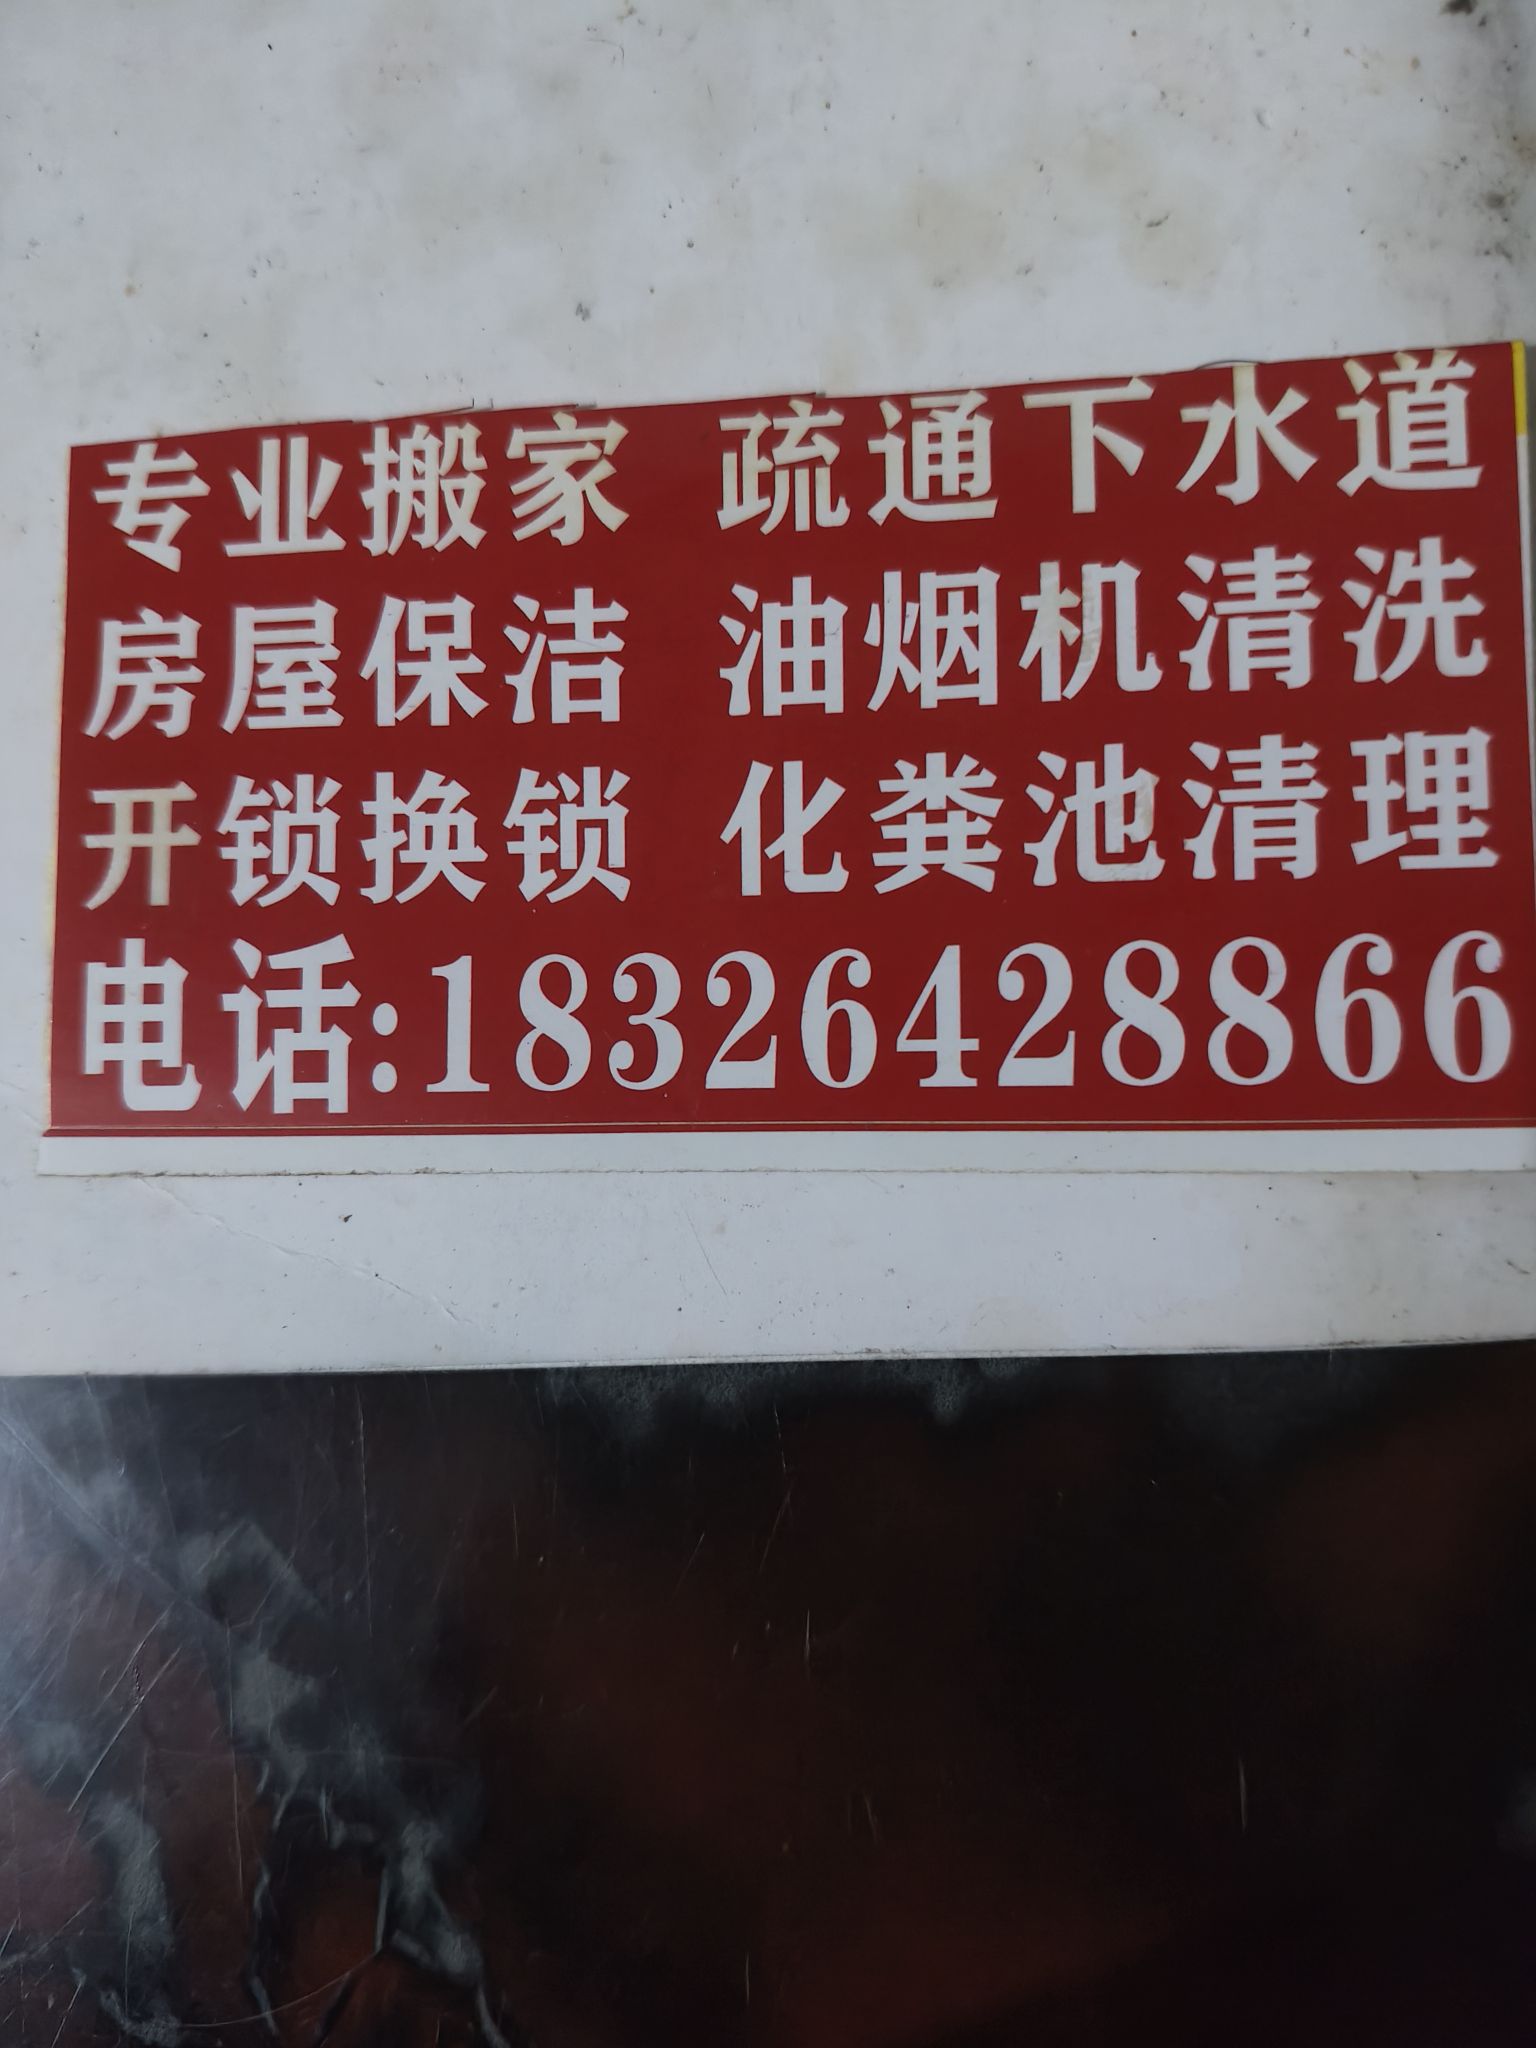 专业搬家 疏通下水道
房屋保洁 油烟机清洗
开锁换锁 化粪池清理
电话:18326428866